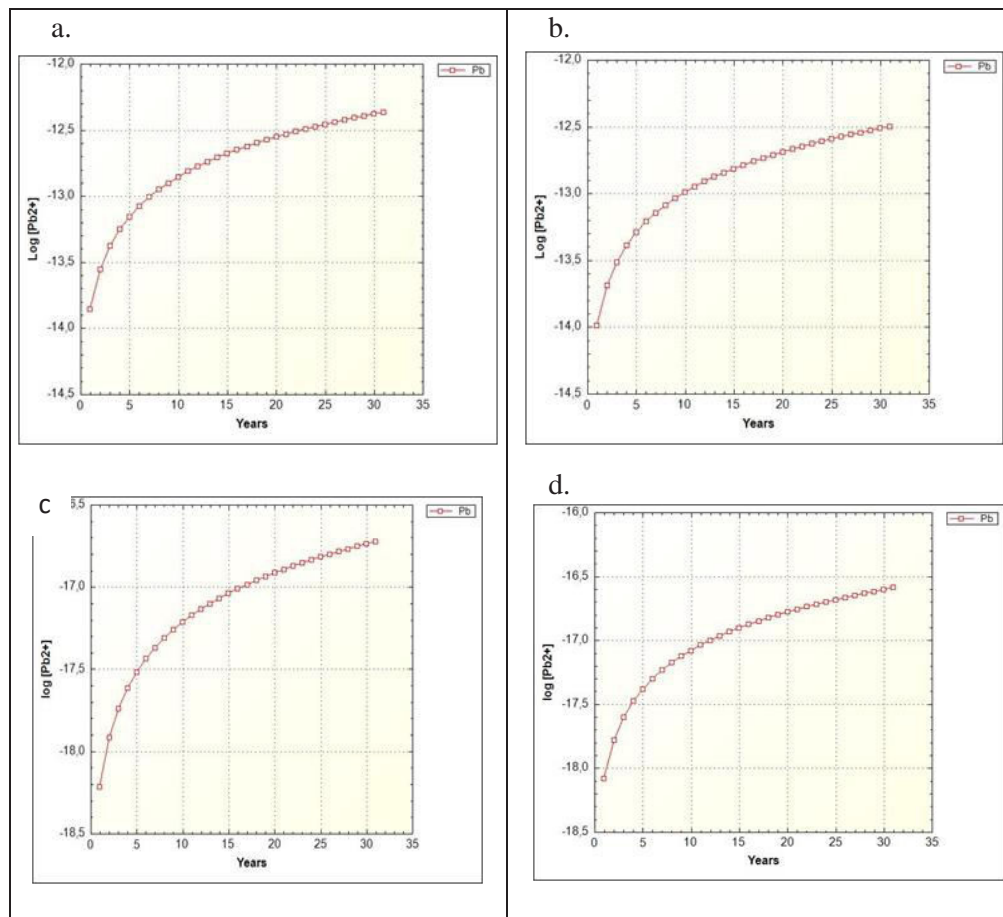 a.
Pb
-12,0
-12,5
-13,0
-13,5
-14,0
-14,5
Log [Pb2+]
0 5 10 15 20 25 30 35
Years
b.
Pb
-12,0
-12,5
-13,0
-13,5
-14,0
-14,5
Log [Pb2+]
0 5 10 15 20 25 30 35
Years
c
Pb
6,5
-17,0
-17,5
-18,0
-18,5
log [Pb2+]
0 5 10 15 20 25 30 35
Years
d.
Pb
-16,0
-16,5
-17,0
-17,5
-18,0
-18,5
log [Pb2+]
0 5 10 15 20 25 30 35
Years